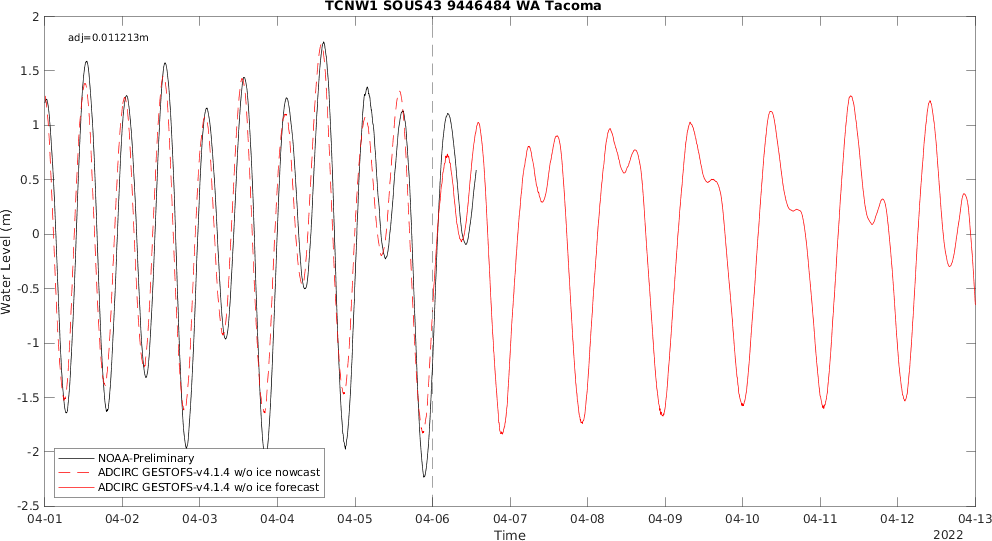 TCNW1 SOUS43 9446484 WA Tacoma
adj=0.011213m
2
1.5
1
0.5
0
-0.5
-1
-1.5
-2
-2.5
Water Level (m)
NOAA-Preliminary
ADCIRC GESTOFS-v4.1.4 w/o ice nowcast
ADCIRC GESTOFS-v4.1.4 w/o ice forecast
04-01 04-02 04-03 04-04 04-05 04-06 04-07 04-08 04-09 04-10 04-11 04-12 04-13
Time
2022